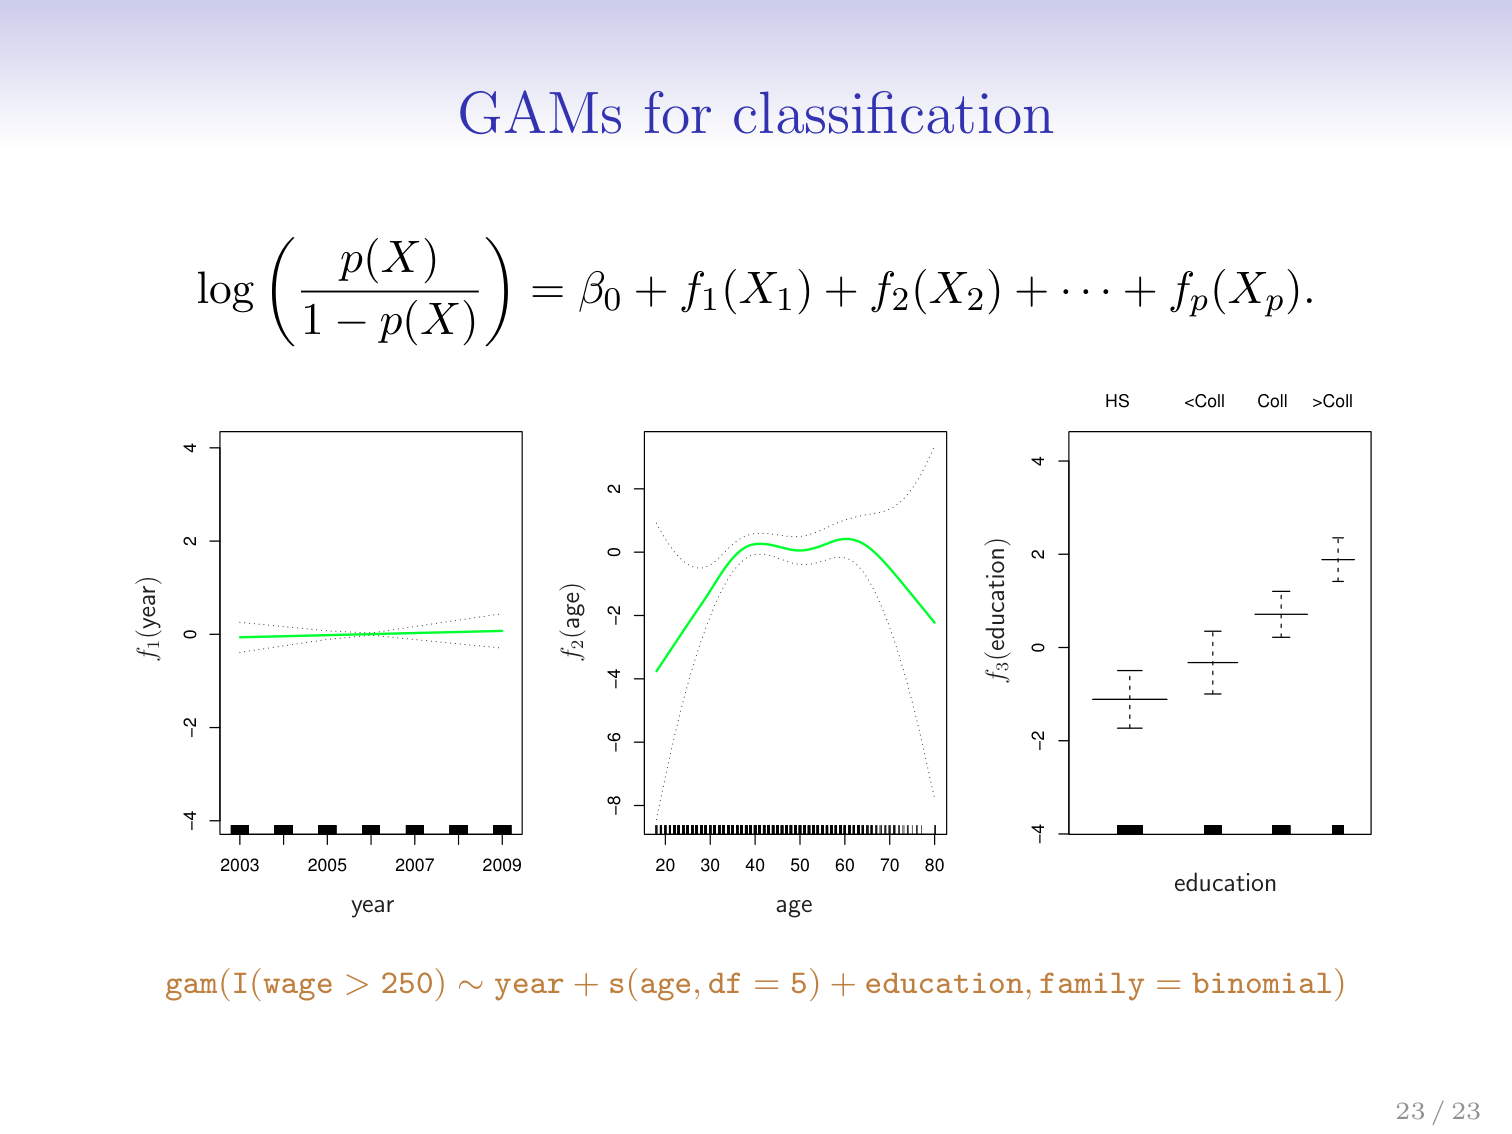 GAMs for classification
log ( p(X) / (1 − p(X)) ) = β₀ + f₁(X₁) + f₂(X₂) + · · · + fₚ(Xₚ).
HS <Coll Coll >Coll
f₁(year)
4
2
0
−2
−4
2003 2005 2007 2009
year
f₂(age)
2
0
−2
−4
−6
−8
20 30 40 50 60 70 80
age
f₃(education)
4
2
0
−2
−4
education
gam(I(wage > 250) ∼ year + s(age, df = 5) + education, family = binomial)
23 / 23